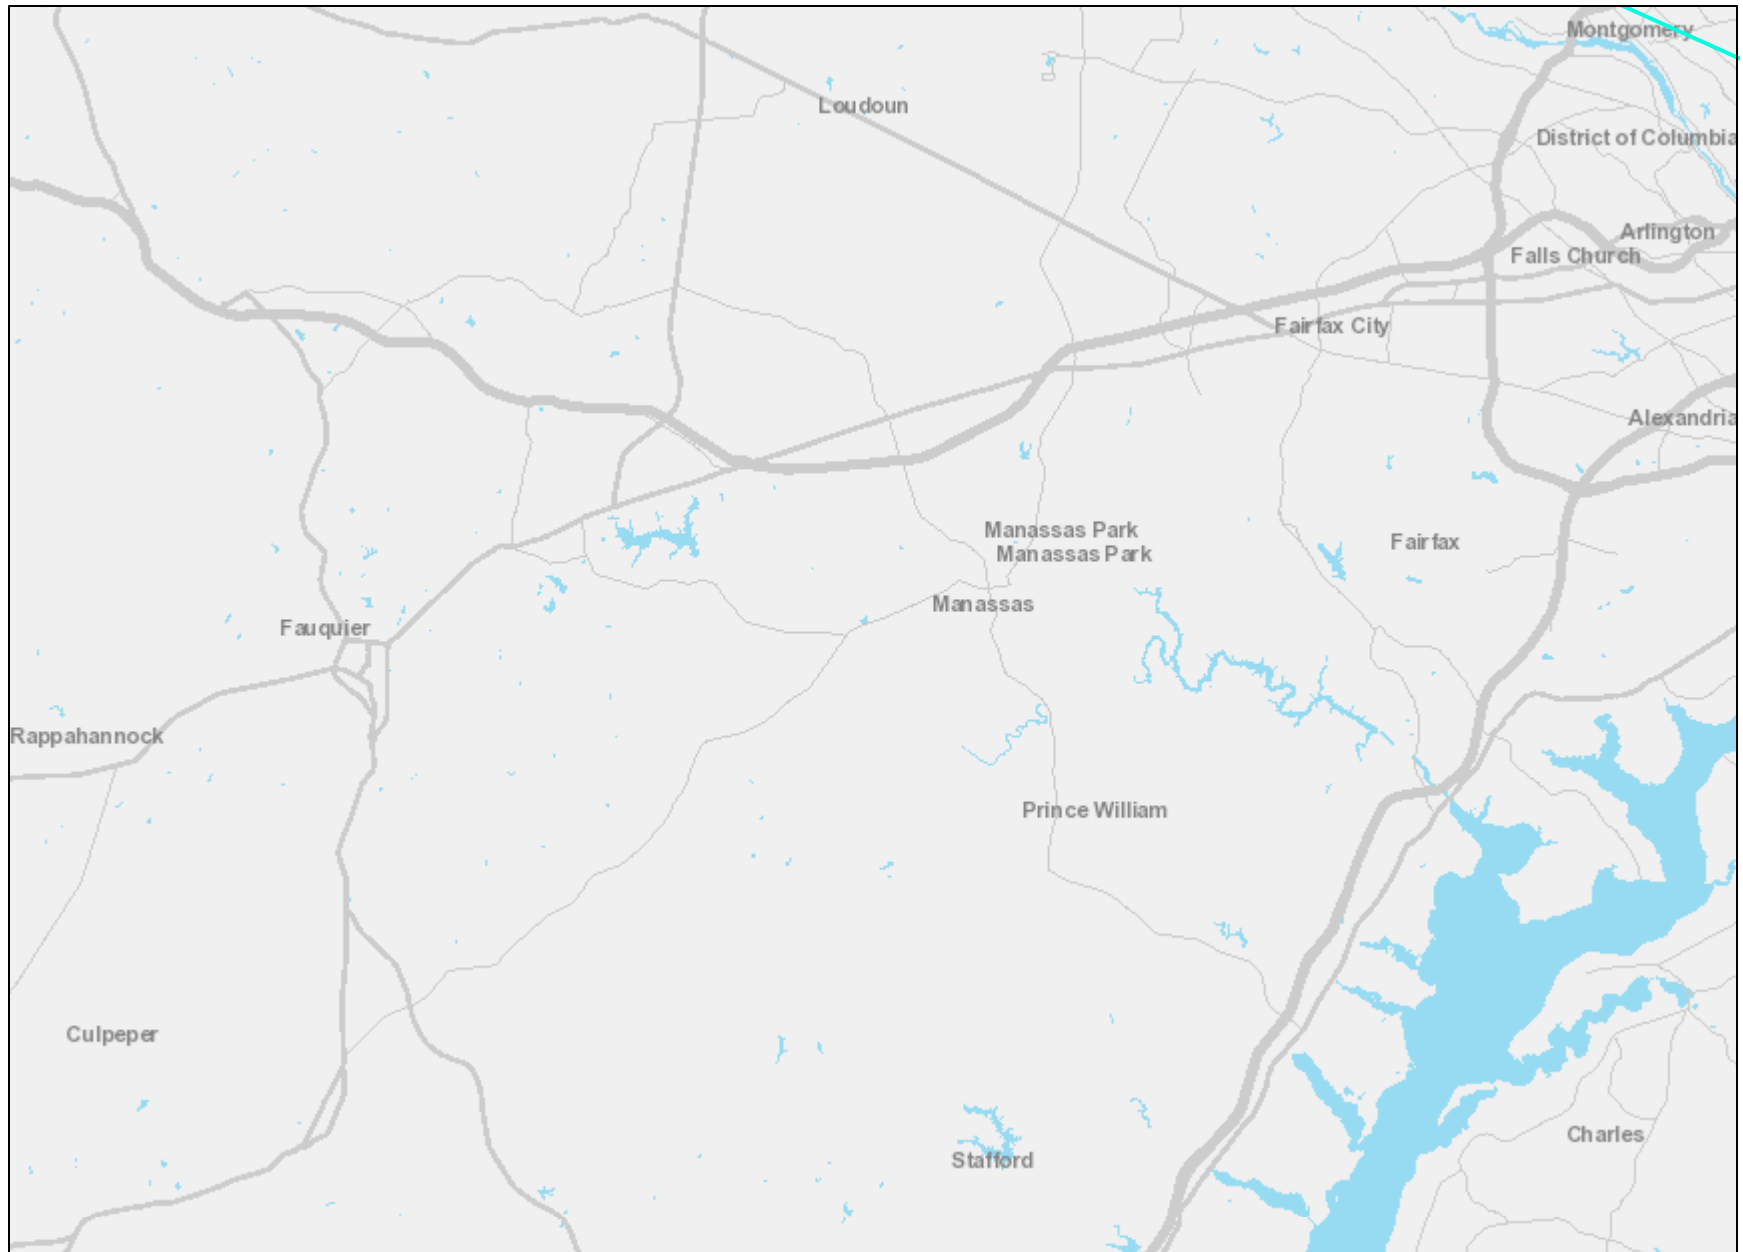 Montgomery
Loudoun
District of Columbia
Arlington
Falls Church
Fairfax City
Alexandria
Manassas Park
Fairfax
Manassas Park
Manassas
Fauquier
Rappahannock
Prince William
Culpeper
Charles
Stafford